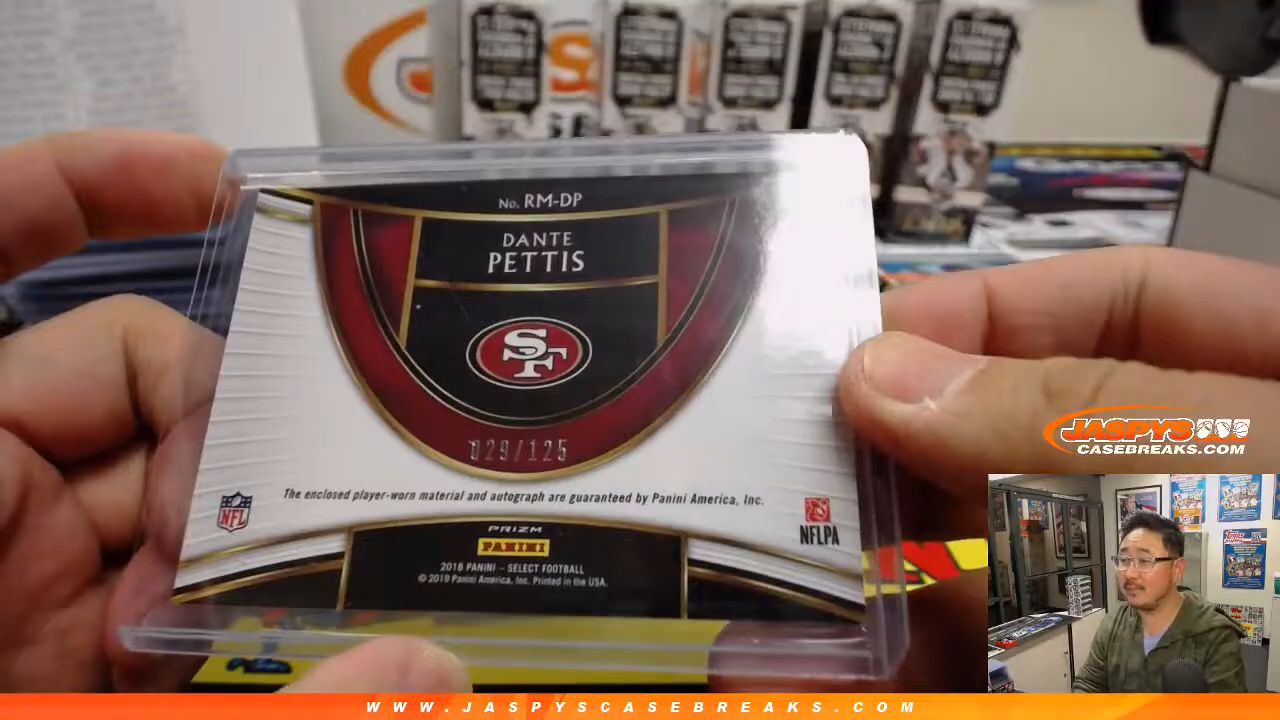 No. RM-DP
DANTE
PETTIS
SF
029/125
The enclosed player-worn material and autograph are guaranteed by Panini America, Inc.
NFL
NFLPA
PRIZM
PANINI
2018 PANINI – SELECT FOOTBALL
© 2019 Panini America, Inc. Printed in the USA.
JASPYS
CASEBREAKS.COM
WWW.JASPYSCASEBREAKS.COM